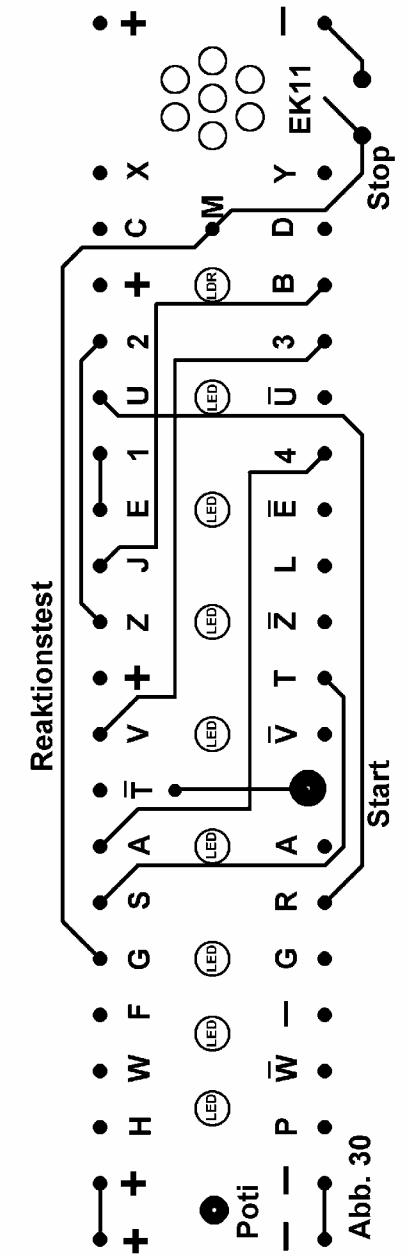 Reaktionstest
+ + H W F G S A T̅ V + Z J E 1 U 2 + C X +
Poti LED LED LED LED LED LED LED LED LDR M
− − P W̅ − G R A V̅ T Z̅ L E̅ 4 U̅ 3 B D Y EK11 −
Abb. 30 Start Stop